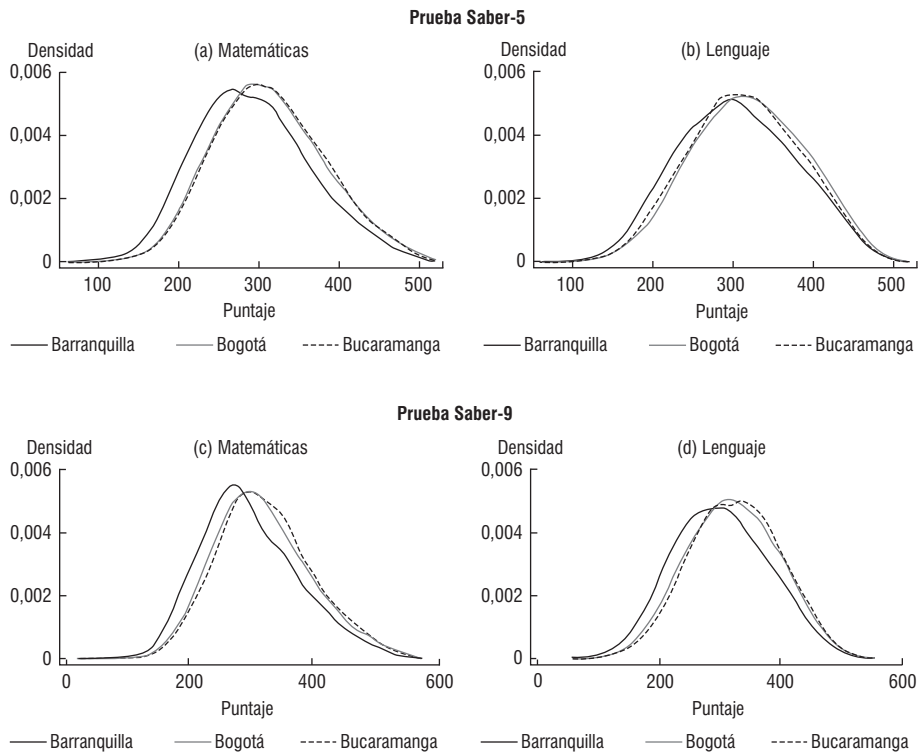 Prueba Saber-5
Densidad (a) Matemáticas
0,006
0,004
0,002
0
100 200 300 400 500
Puntaje
Barranquilla Bogotá Bucaramanga
Densidad (b) Lenguaje
0,006
0,004
0,002
0
100 200 300 400 500
Puntaje
Barranquilla Bogotá Bucaramanga
Prueba Saber-9
Densidad (c) Matemáticas
0,006
0,004
0,002
0
0 200 400 600
Puntaje
Barranquilla Bogotá Bucaramanga
Densidad (d) Lenguaje
0,006
0,004
0,002
0
0 200 400 600
Puntaje
Barranquilla Bogotá Bucaramanga